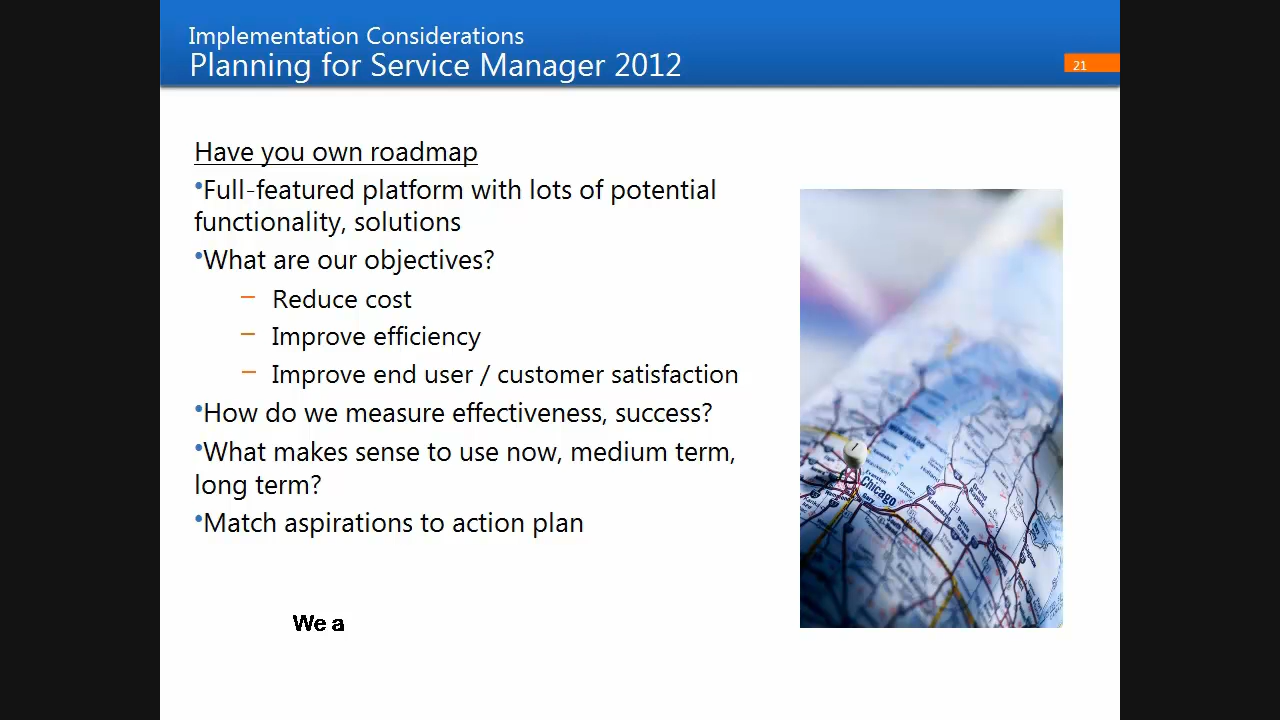 Implementation Considerations
Planning for Service Manager 2012
21
Have you own roadmap
•Full-featured platform with lots of potential
functionality, solutions
•What are our objectives?
– Reduce cost
– Improve efficiency
– Improve end user / customer satisfaction
•How do we measure effectiveness, success?
•What makes sense to use now, medium term,
long term?
•Match aspirations to action plan
We a
Chicago